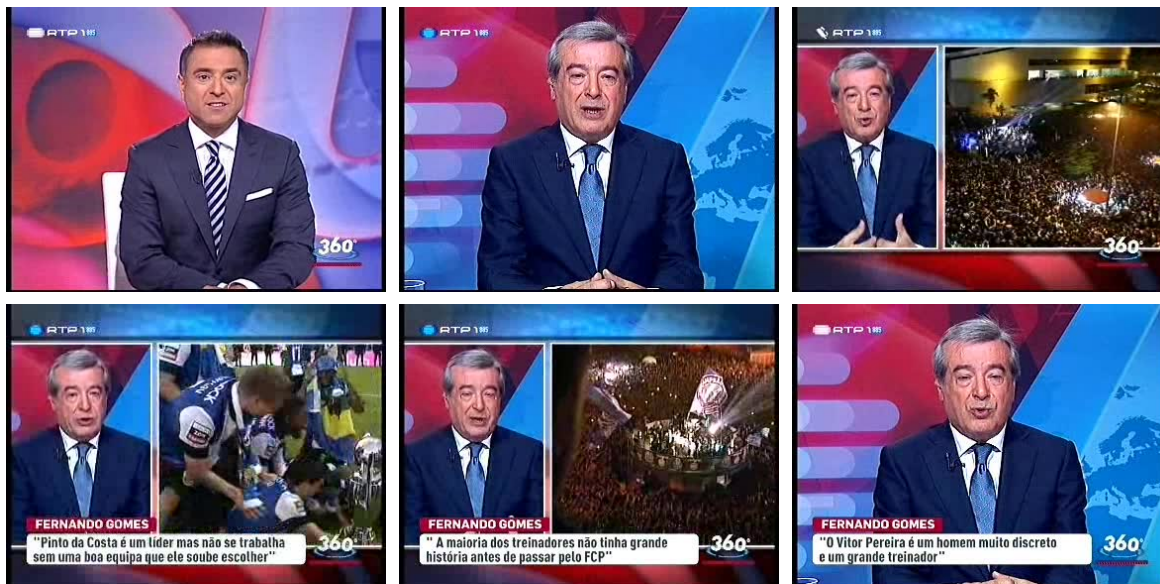 RTP 1
360°
RTP 1
RTP 1
360°
RTP 1
FERNANDO GOMES
"Pinto da Costa é um líder mas não se trabalha
sem uma boa equipa que ele soube escolher"
360°
RTP 1
FERNANDO GOMES
" A maioria dos treinadores não tinha grande
história antes de passar pelo FCP"
360°
RTP 1
FERNANDO GOMES
"O Vitor Pereira é um homem muito discreto
e um grande treinador"
360°